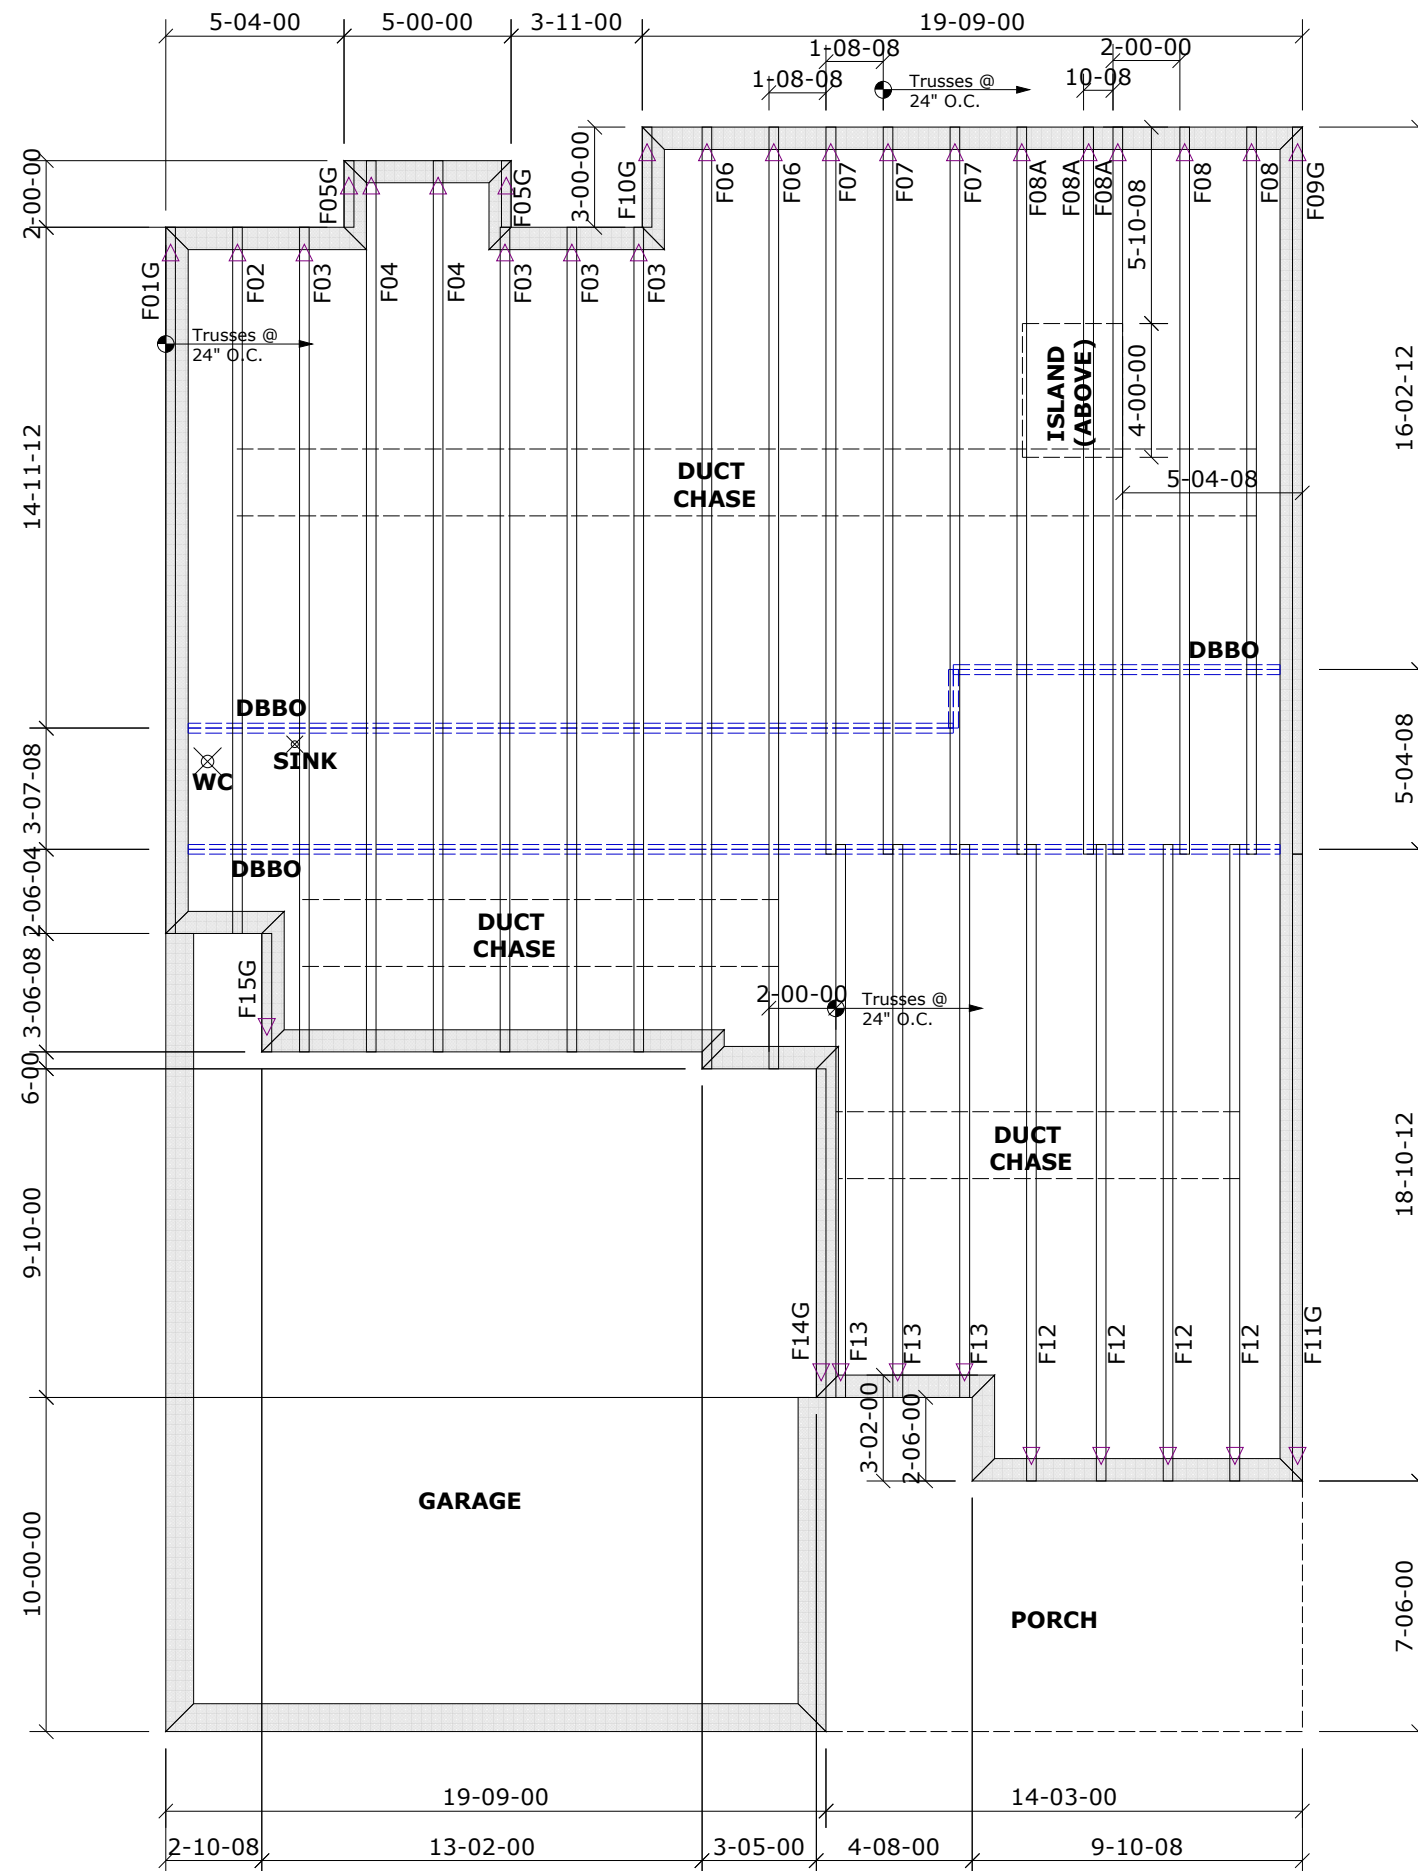 5-04-00
5-00-00
3-11-00
19-09-00
1-08-08
2-00-00
1-08-08
10-08
Trusses @
24" O.C.
2-00-00
3-00-00
F05G
F05G
F10G
F06
F06
F07
F07
F07
F08A
F08A
F08A
F08
F08
F09G
F01G
F02
F03
F04
F04
F03
F03
F03
5-10-08
Trusses @
24" O.C.
ISLAND
(ABOVE)
4-00-00
16-02-12
14-11-12
DUCT
CHASE
5-04-08
DBBO
DBBO
SINK
WC
5-04-08
3-07-08
DBBO
2-06-04
DUCT
CHASE
F15G
3-06-08
2-00-00
Trusses @
24" O.C.
6-00
DUCT
CHASE
18-10-12
9-10-00
F14G
F13
F13
F13
F12
F12
F12
F12
F11G
3-02-00
2-06-00
GARAGE
10-00-00
PORCH
7-06-00
19-09-00
14-03-00
2-10-08
13-02-00
3-05-00
4-08-00
9-10-08